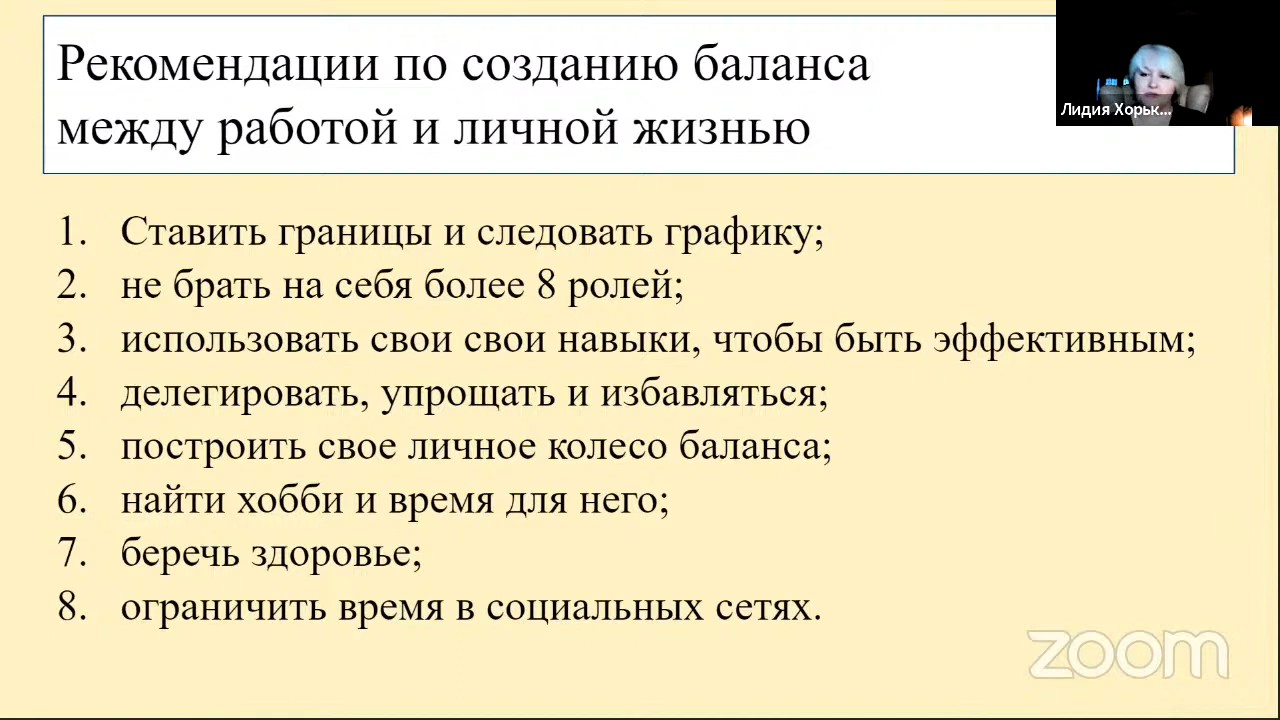 Рекомендации по созданию баланса
между работой и личной жизнью
Лидия Хорьк...
1. Ставить границы и следовать графику;
2. не брать на себя более 8 ролей;
3. использовать свои свои навыки, чтобы быть эффективным;
4. делегировать, упрощать и избавляться;
5. построить свое личное колесо баланса;
6. найти хобби и время для него;
7. беречь здоровье;
8. ограничить время в социальных сетях.
zoom